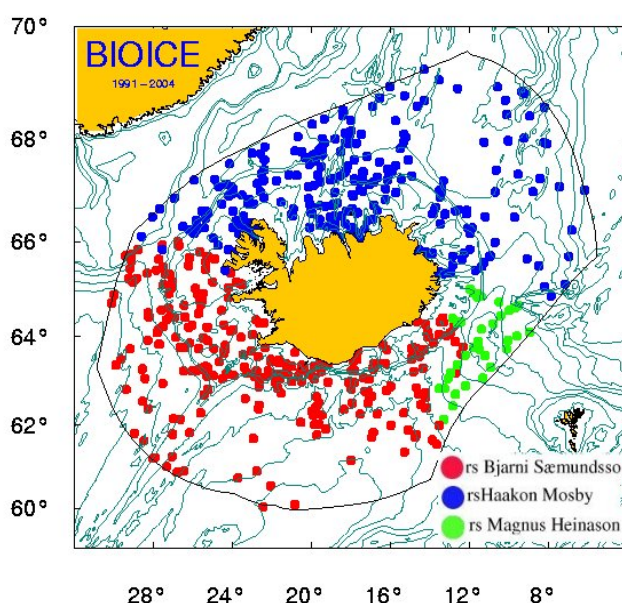 70°
BIOICE
1991-2004
68°
66°
64°
62°
60°
rs Bjarni Sæmundsso
rsHaakon Mosby
rs Magnus Heinason
28° 24° 20° 16° 12° 8°